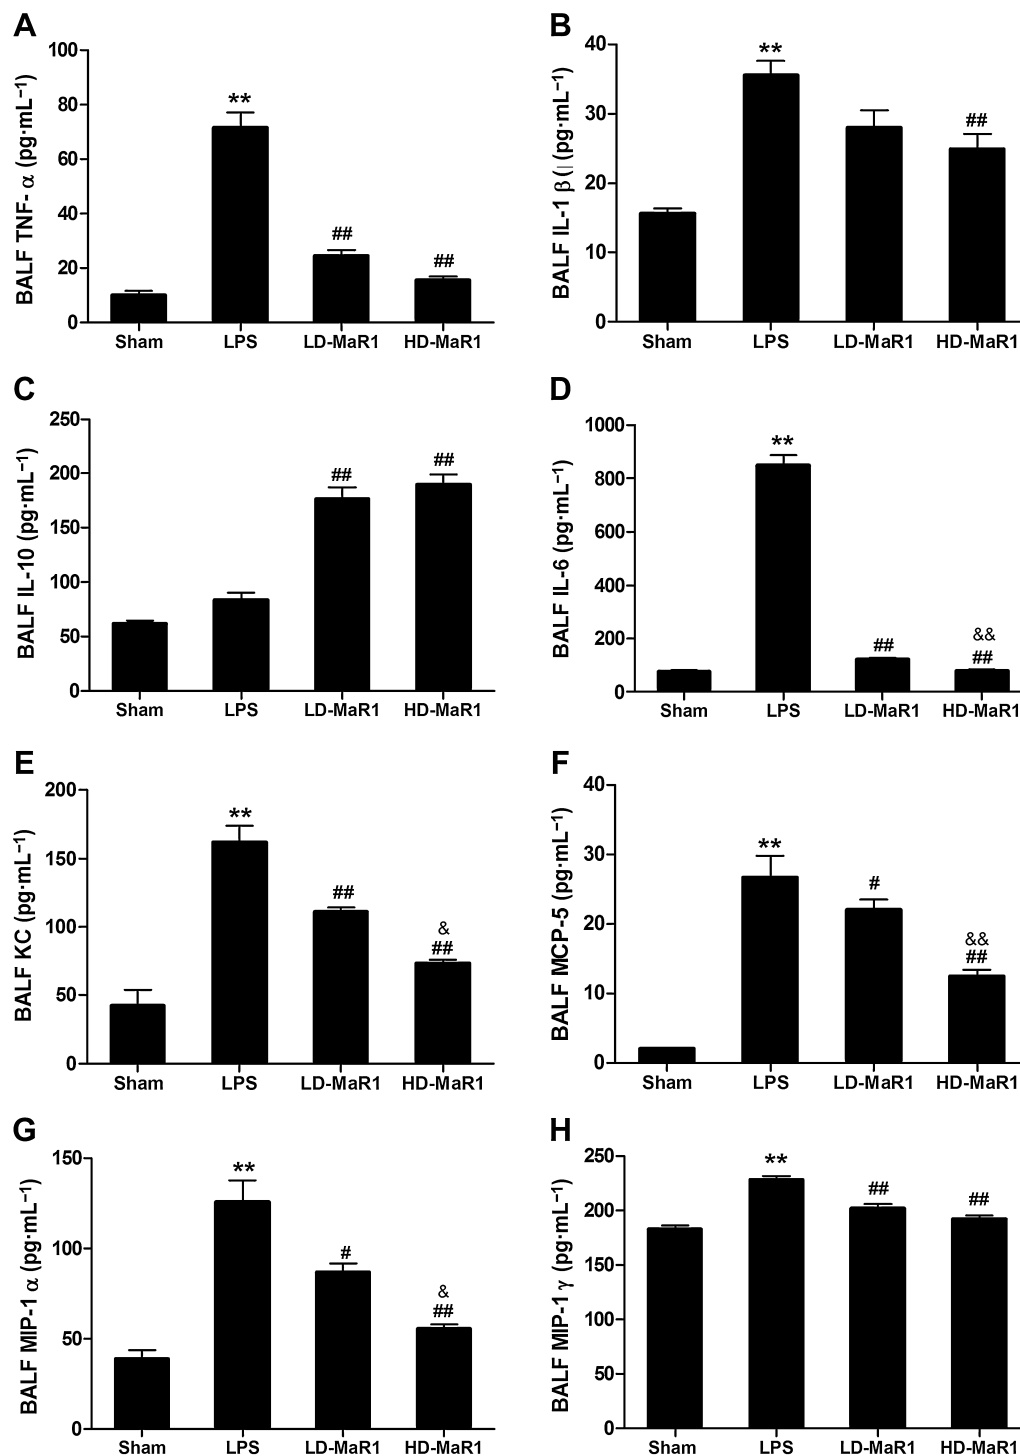 A
BALF TNF- α (pg·mL⁻¹)
100
80
60
40
20
0
**
##
##
Sham LPS LD-MaR1 HD-MaR1
B
BALF IL-1 β (| (pg·mL⁻¹)
40
30
20
10
0
**
##
Sham LPS LD-MaR1 HD-MaR1
C
BALF IL-10 (pg·mL⁻¹)
250
200
150
100
50
0
##
##
Sham LPS LD-MaR1 HD-MaR1
D
BALF IL-6 (pg·mL⁻¹)
1000
800
600
400
200
0
**
##
&&
##
Sham LPS LD-MaR1 HD-MaR1
E
BALF KC (pg·mL⁻¹)
200
150
100
50
0
**
##
&
##
Sham LPS LD-MaR1 HD-MaR1
F
BALF MCP-5 (pg·mL⁻¹)
40
30
20
10
0
**
#
&&
##
Sham LPS LD-MaR1 HD-MaR1
G
BALF MIP-1 α (pg·mL⁻¹)
150
100
50
0
**
#
&
##
Sham LPS LD-MaR1 HD-MaR1
H
BALF MIP-1 γ (pg·mL⁻¹)
250
200
150
100
50
0
**
##
##
Sham LPS LD-MaR1 HD-MaR1